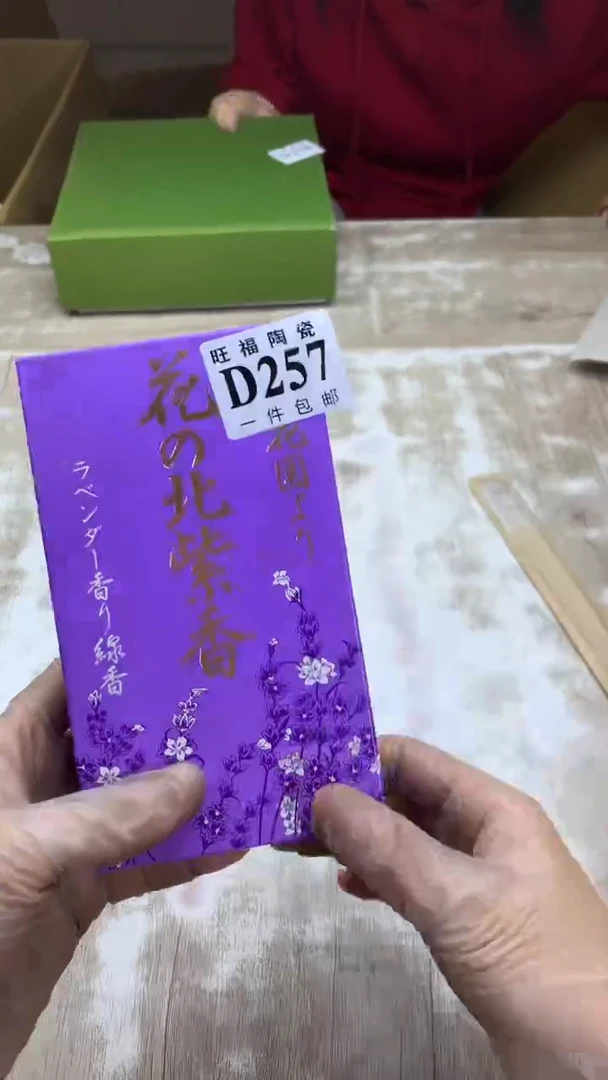 旺福陶瓷
D257
一件包邮
花園より
花の北紫香
ラベンダー香り線香